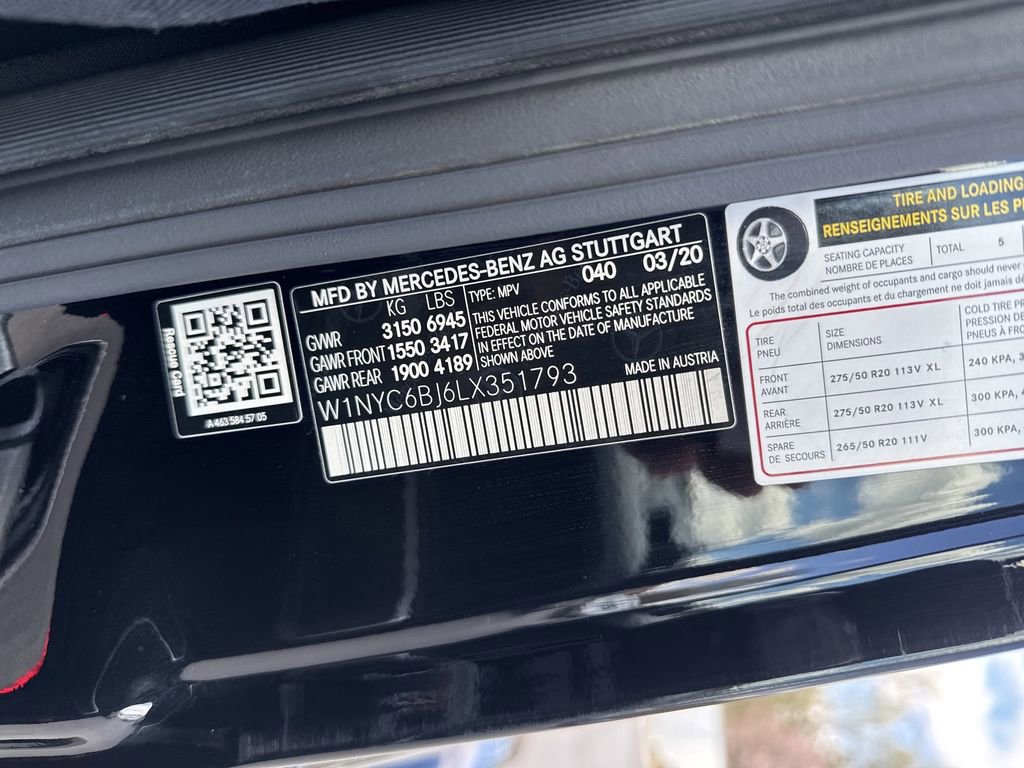 Rescue Card
A 463 584 57 05
MFD BY MERCEDES-BENZ AG STUTTGART
KG LBS TYPE: MPV 040 03/20
GVWR 3150 6945
GAWR FRONT 1550 3417
GAWR REAR 1900 4189
THIS VEHICLE CONFORMS TO ALL APPLICABLE
FEDERAL MOTOR VEHICLE SAFETY STANDARDS
IN EFFECT ON THE DATE OF MANUFACTURE
SHOWN ABOVE
MADE IN AUSTRIA
W1NYC6BJ6LX351793
TIRE AND LOADING
RENSEIGNEMENTS SUR LES P
SEATING CAPACITY
NOMBRE DE PLACES
TOTAL 5
The combined weight of occupants and cargo should never
Le poids total des occupants et du chargement ne doit jamais
TIRE
PNEU
SIZE
DIMENSIONS
COLD TIRE
PRESSION DE
PNEUS À FRO
FRONT
AVANT
275/50 R20 113V XL
240 KPA, 3
REAR
ARRIÈRE
275/50 R20 113V XL
300 KPA,
SPARE
DE SECOURS
265/50 R20 111V
300 KPA,